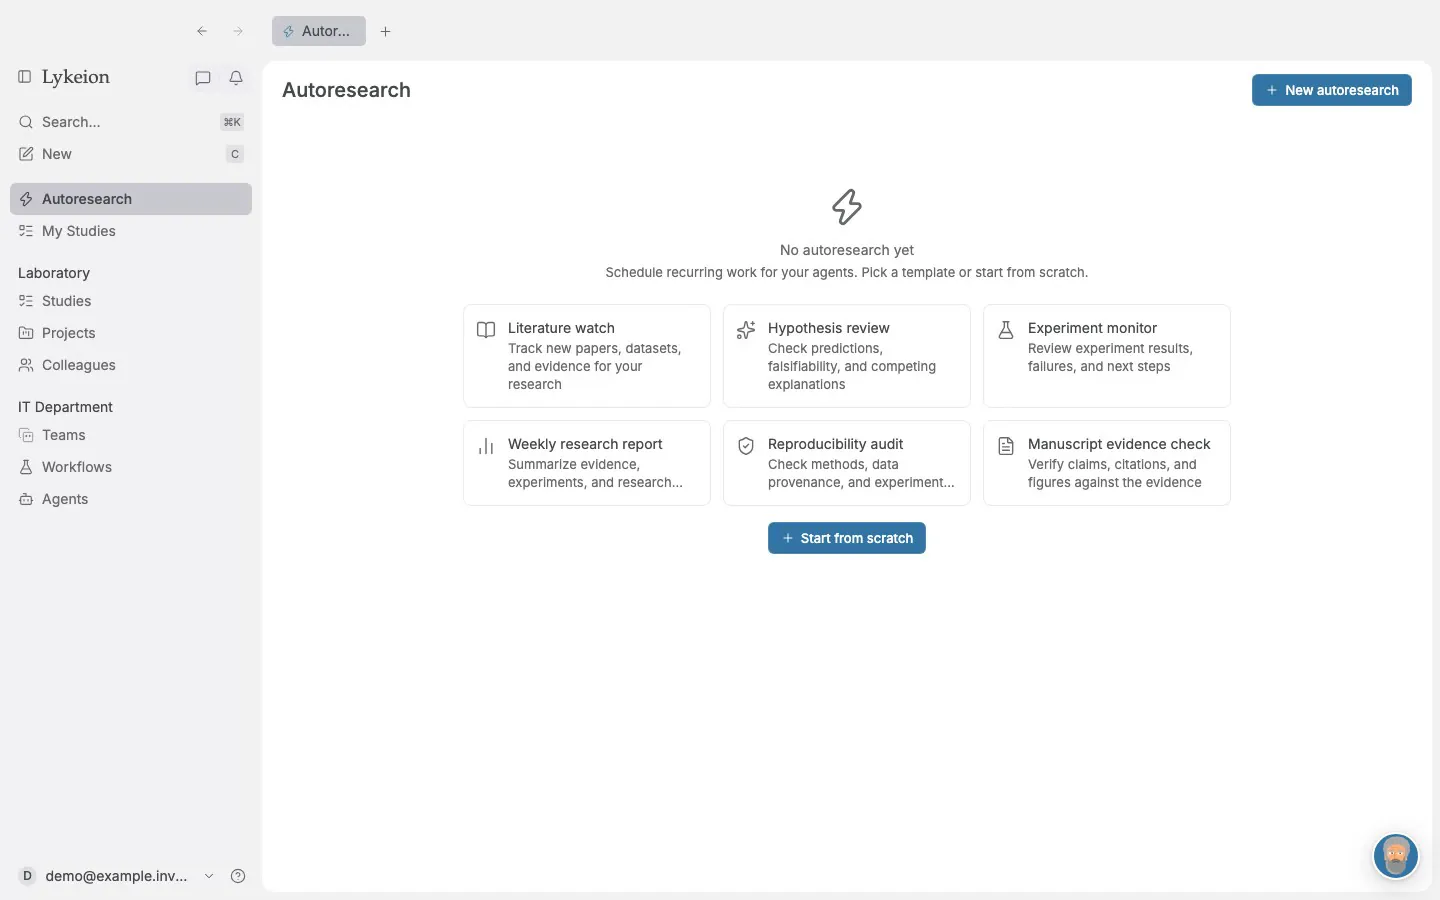 Autor...
Lykeion
Search...
⌘K
New
C
Autoresearch
My Studies
Laboratory
Studies
Projects
Colleagues
IT Department
Teams
Workflows
Agents
D
demo@example.inv...
Autoresearch
New autoresearch
No autoresearch yet
Schedule recurring work for your agents. Pick a template or start from scratch.
Literature watch
Track new papers, datasets,
and evidence for your
research
Hypothesis review
Check predictions,
falsifiability, and competing
explanations
Experiment monitor
Review experiment results,
failures, and next steps
Weekly research report
Summarize evidence,
experiments, and research...
Reproducibility audit
Check methods, data
provenance, and experiment...
Manuscript evidence check
Verify claims, citations, and
figures against the evidence
Start from scratch